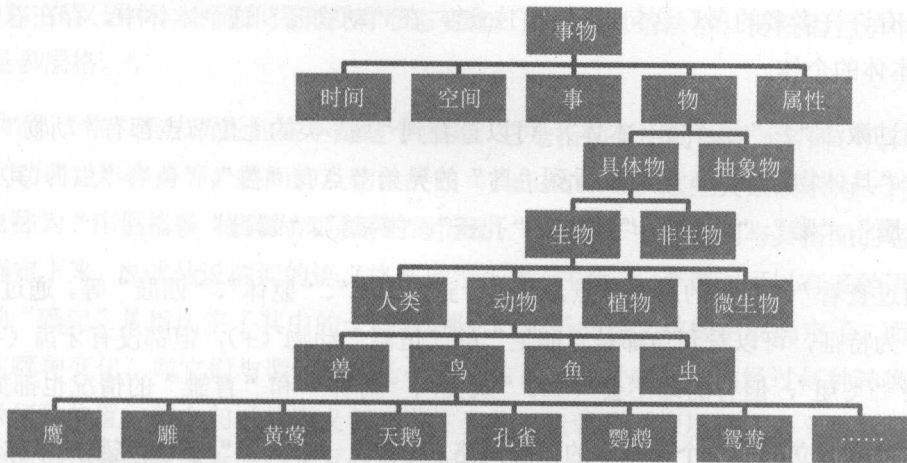 事物
时间 空间 事 物 属性
具体物 抽象物
生物 非生物
人类 动物 植物 微生物
兽 鸟 鱼 虫
鹰 雕 黄莺 天鹅 孔雀 鹦鹉 鸳鸯 ……